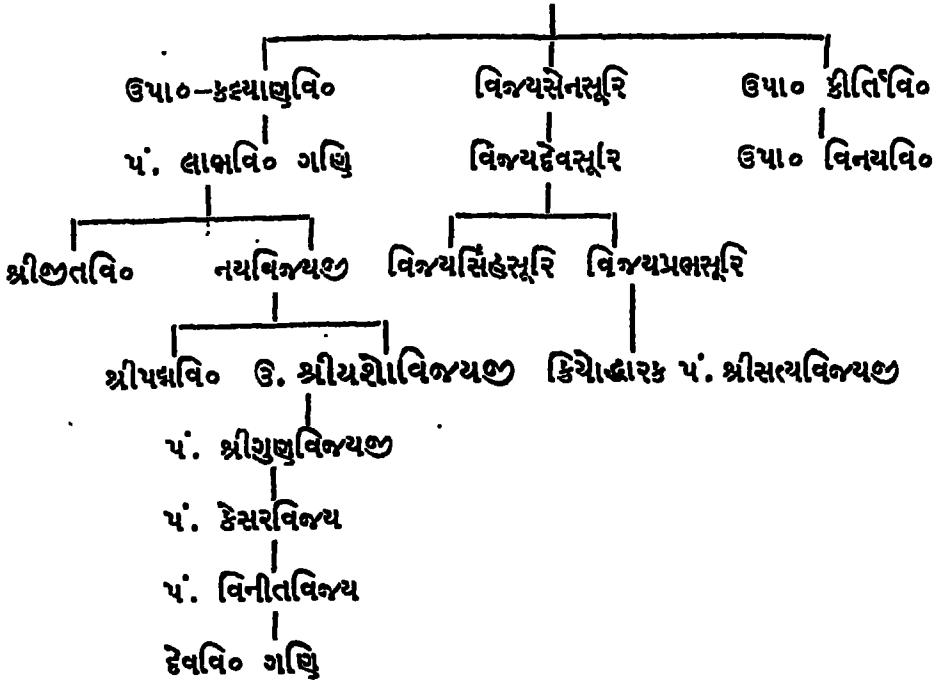 ઉપા૦-કલ્યાણવિ૦ વિજયસેનસૂરિ ઉપા૦ કીર્તિવિ૦
પં. લાભવિ૦ ગણિ વિજયદેવસૂરિ ઉપા૦ વિનયવિ૦
શ્રીજીતવિ૦ નયવિજયજી વિજયસિંહસૂરિ વિજયપ્રભસૂરિ
શ્રીપદ્મવિ૦ ઉ. શ્રીયશોવિજયજી ક્રિયોદ્ધારક પં. શ્રીસત્યવિજયજી
પં. શ્રીગુણવિજયજી
પં. કેસરવિજય
પં. વિનીતવિજય
દેવવિ૦ ગણિ